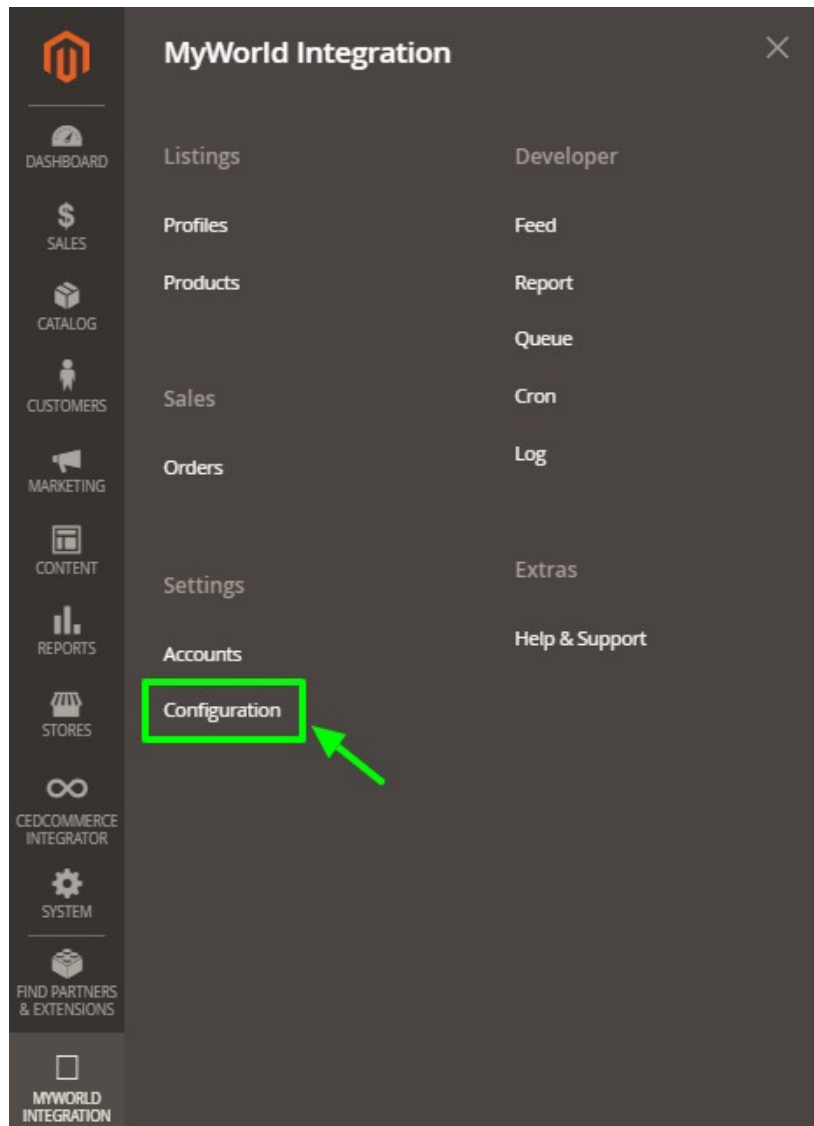 MyWorld Integration
DASHBOARD
SALES
CATALOG
CUSTOMERS
MARKETING
CONTENT
REPORTS
STORES
CEDCOMMERCE
INTEGRATOR
SYSTEM
FIND PARTNERS
& EXTENSIONS
MYWORLD
INTEGRATION
Listings
Profiles
Products
Sales
Orders
Settings
Accounts
Configuration
Developer
Feed
Report
Queue
Cron
Log
Extras
Help & Support